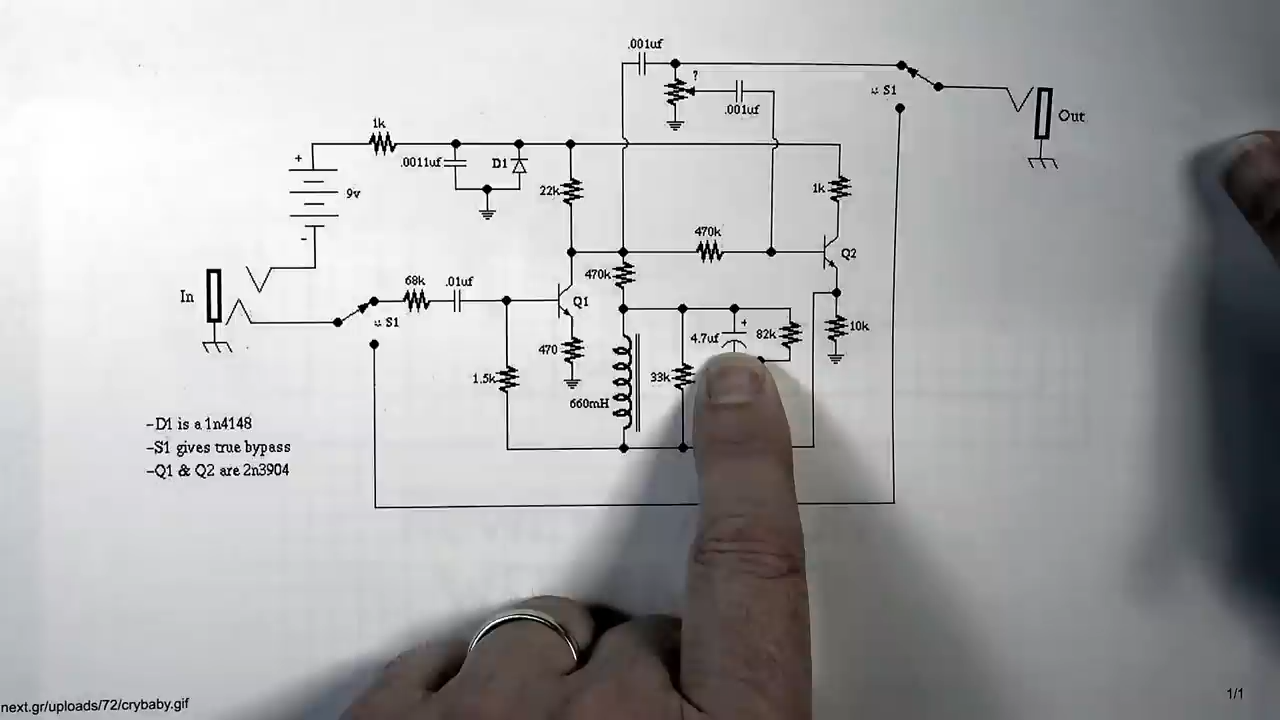 .001uf
?
S1
.001uf
Out
1k
.0011uf
D1
22k
1k
+
9v
-
470k
Q2
470k
In
68k
.01uf
Q1
S1
+
4.7uf
82k
10k
470
1.5k
33k
660mH
-D1 is a 1n4148
-S1 gives true bypass
-Q1 & Q2 are 2n3904
next.gr/uploads/72/crybaby.gif
1/1